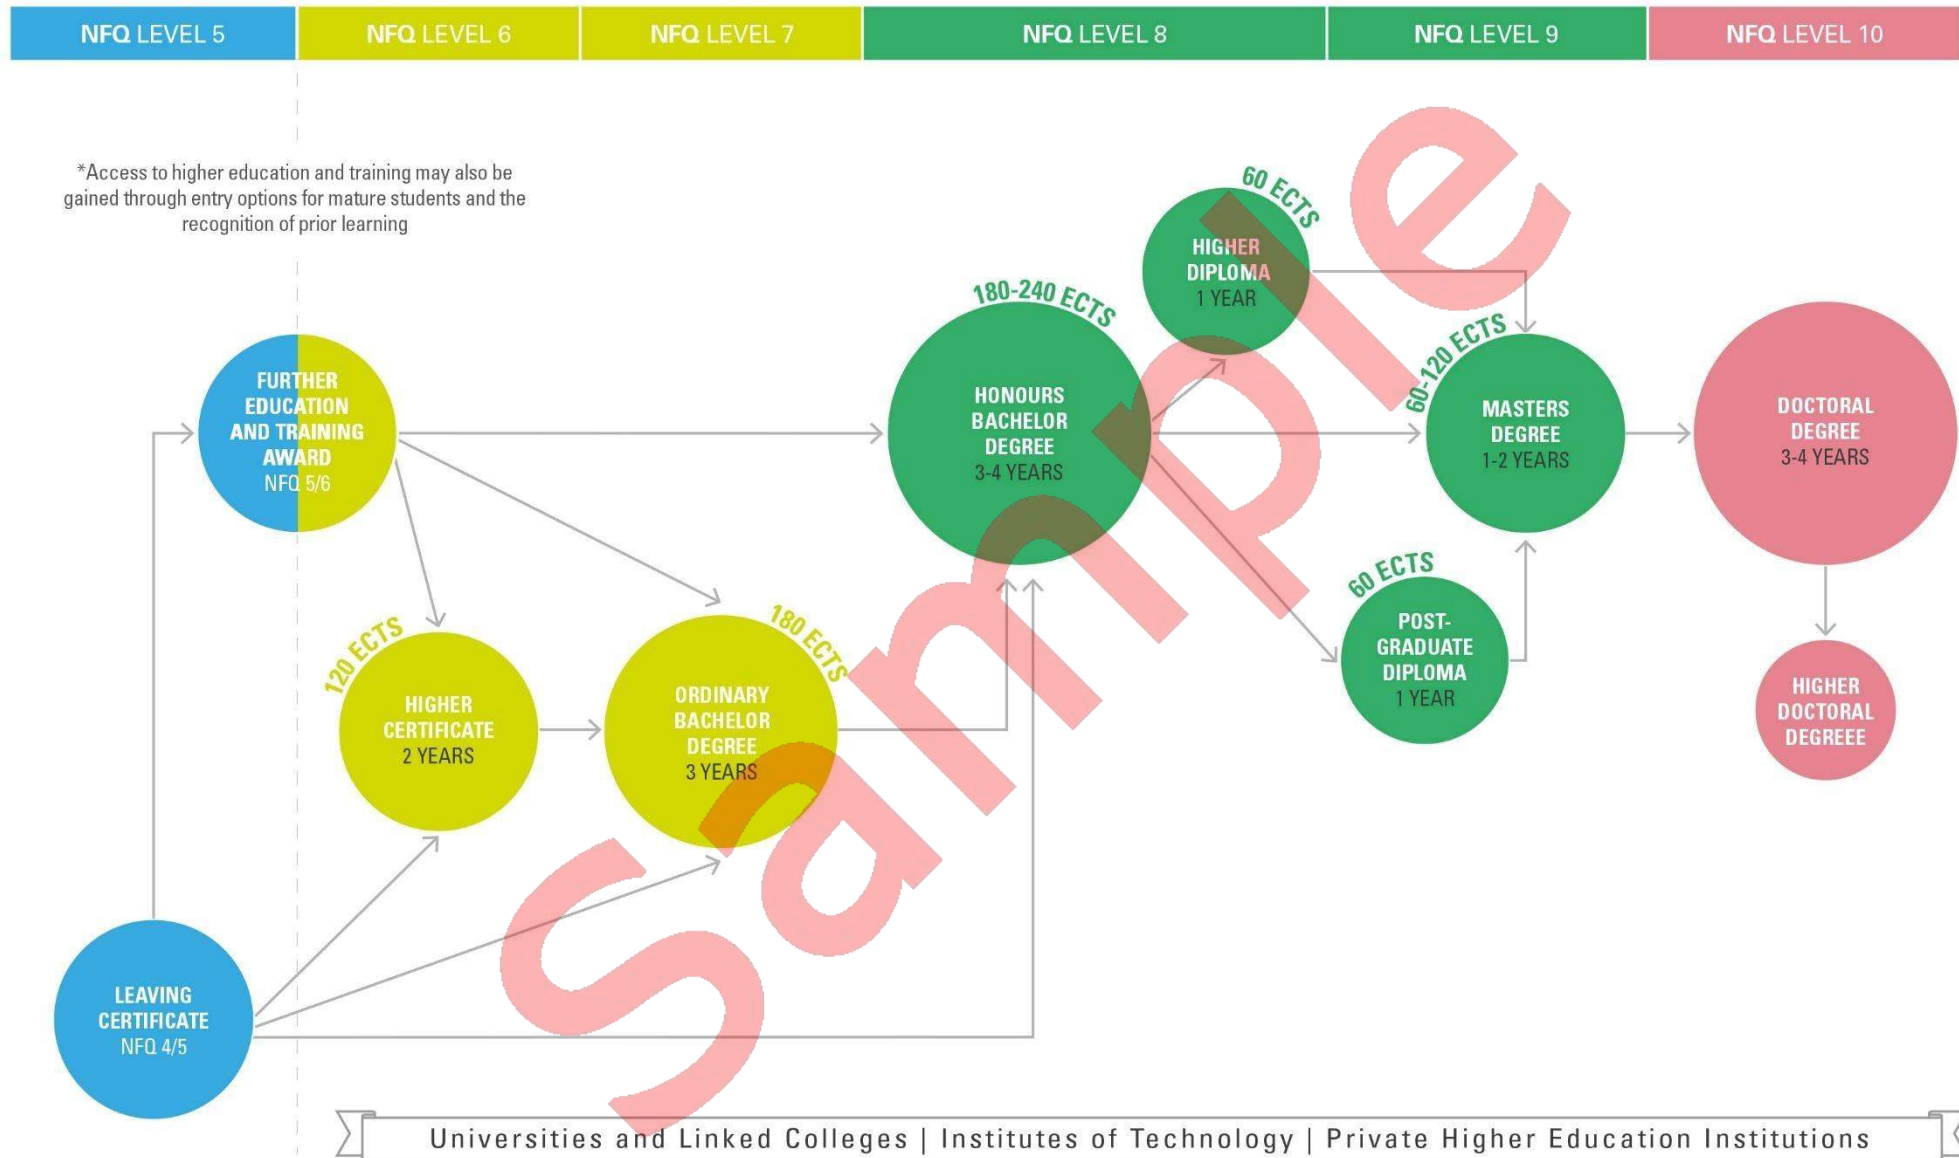 NFQ LEVEL 5
NFQ LEVEL 6
NFQ LEVEL 7
NFQ LEVEL 8
NFQ LEVEL 9
NFQ LEVEL 10
*Access to higher education and training may also be
gained through entry options for mature students and the
recognition of prior learning
FURTHER
EDUCATION
AND TRAINING
AWARD
NFQ 5/6
LEAVING
CERTIFICATE
NFQ 4/5
120 ECTS
HIGHER
CERTIFICATE
2 YEARS
180 ECTS
ORDINARY
BACHELOR
DEGREE
3 YEARS
180-240 ECTS
HONOURS
BACHELOR
DEGREE
3-4 YEARS
60 ECTS
HIGHER
DIPLOMA
1 YEAR
60-120 ECTS
MASTERS
DEGREE
1-2 YEARS
60 ECTS
POST-
GRADUATE
DIPLOMA
1 YEAR
DOCTORAL
DEGREE
3-4 YEARS
HIGHER
DOCTORAL
DEGREEE
Sample
Universities and Linked Colleges | Institutes of Technology | Private Higher Education Institutions